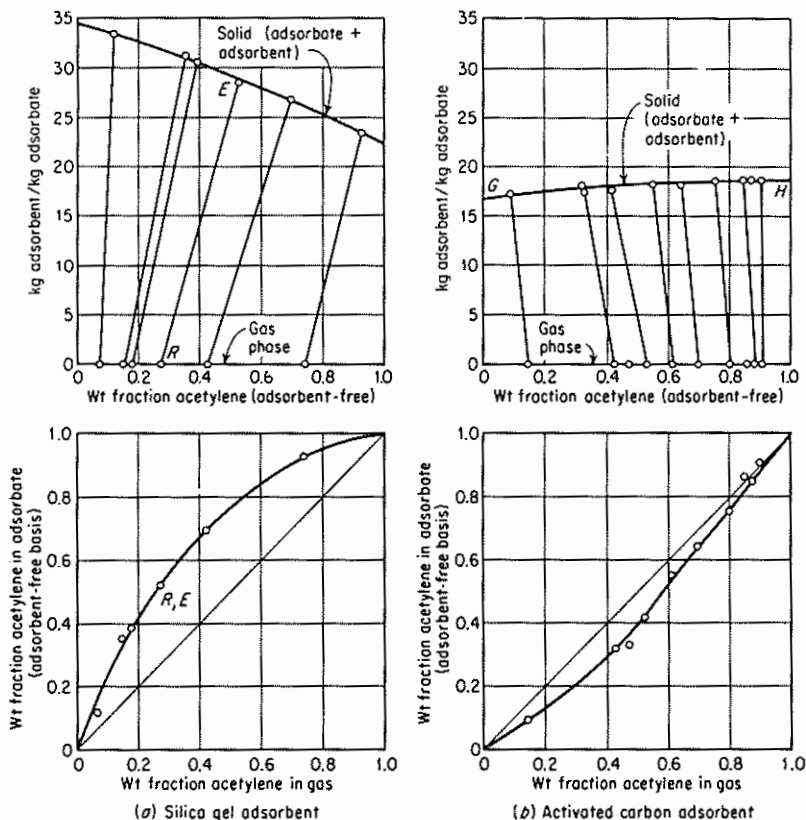 35
30
25
20
15
10
5
0
kg adsorbent/kg adsorbate
Solid (adsorbate +
adsorbent)
E
R
Gas
phase
0 0.2 0.4 0.6 0.8 1.0
Wt fraction acetylene (adsorbent-free)
35
30
25
20
15
10
5
0
kg adsorbent/kg adsorbate
Solid
(adsorbate +
adsorbent)
G
H
Gas
phase
0 0.2 0.4 0.6 0.8 1.0
Wt fraction acetylene (adsorbent-free)
1.0
0.8
0.6
0.4
0.2
0
Wt fraction acetylene in adsorbate
(adsorbent-free basis)
R,E
0 0.2 0.4 0.6 0.8 1.0
Wt fraction acetylene in gas
(a) Silica gel adsorbent
1.0
0.8
0.6
0.4
0.2
0
Wt fraction acetylene in adsorbate
(adsorbent-free basis)
0 0.2 0.4 0.6 0.8 1.0
Wt fraction acetylene in gas
(b) Activated carbon adsorbent